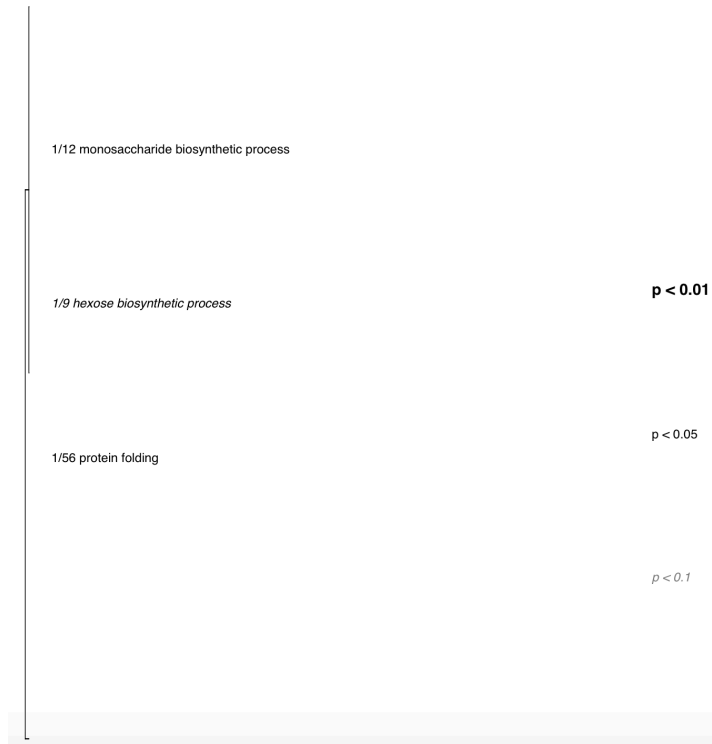 1/12 monosaccharide biosynthetic process
1/9 hexose biosynthetic process
p < 0.01
p < 0.05
1/56 protein folding
p < 0.1